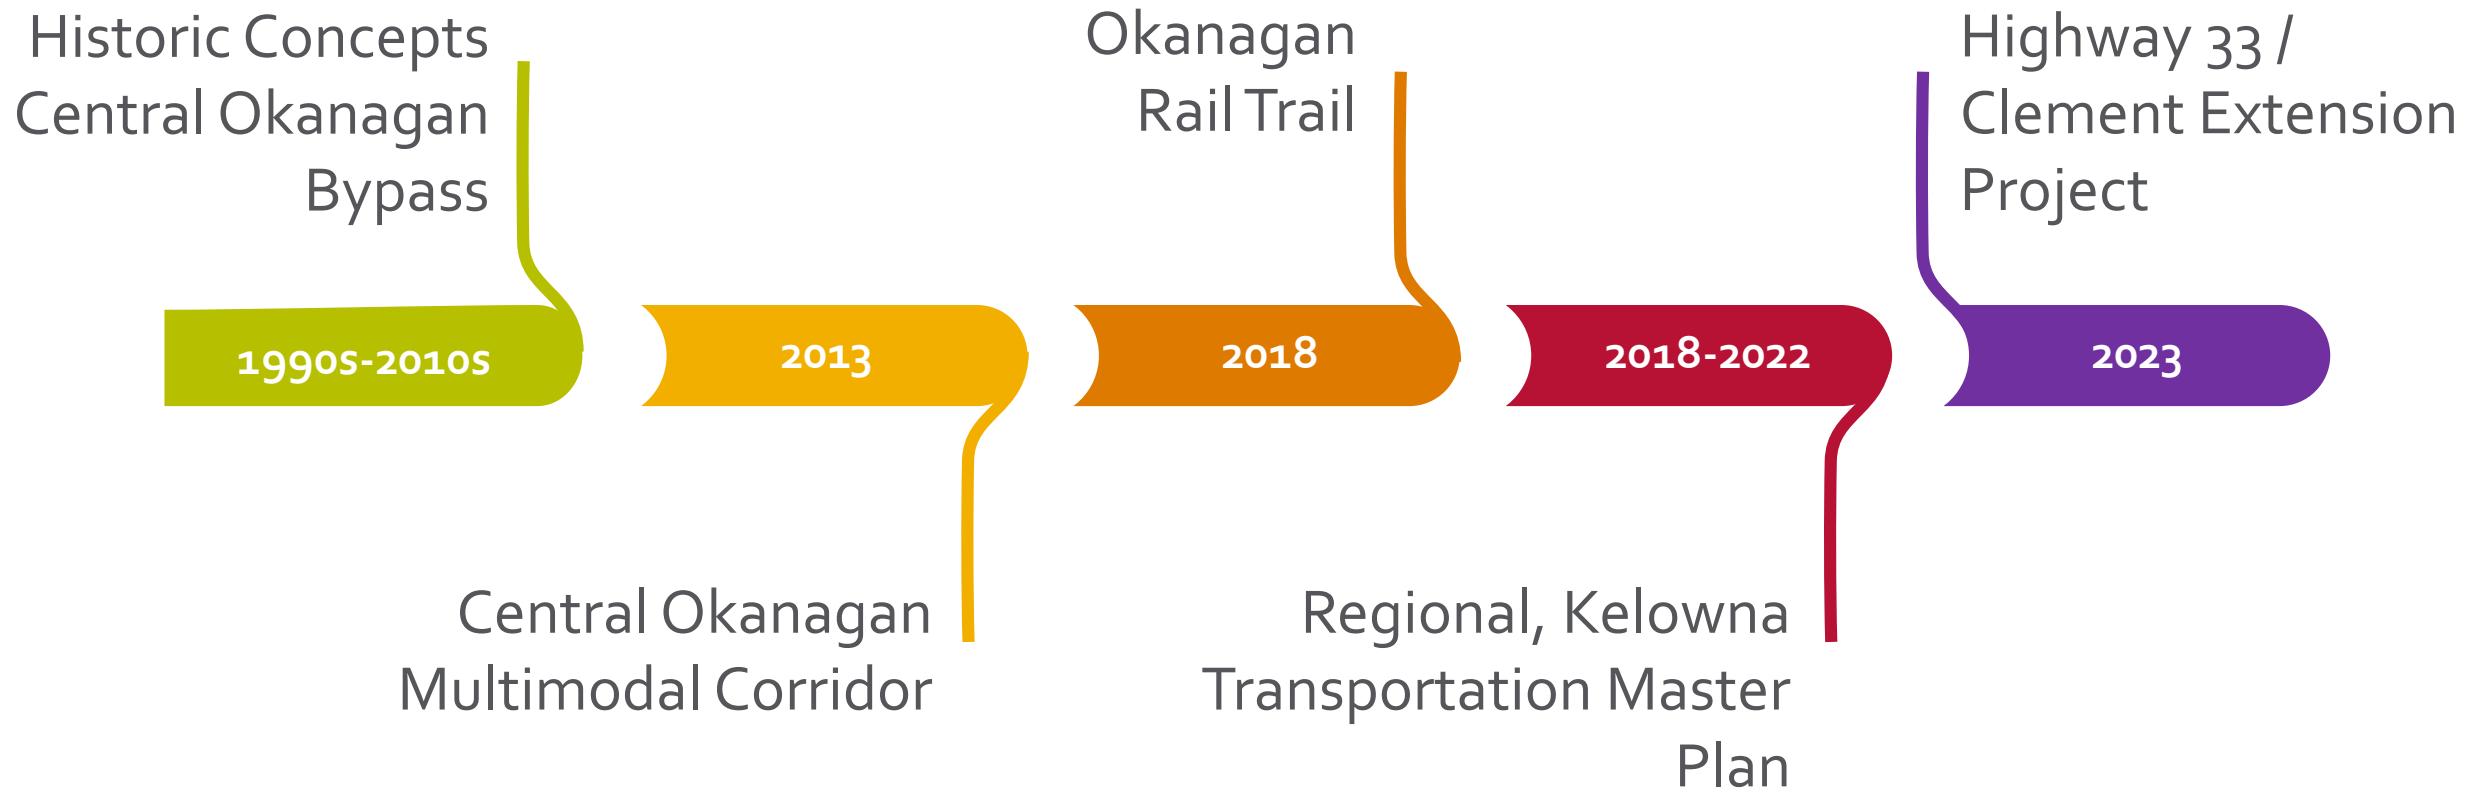 Historic Concepts
Central Okanagan
Bypass
1990s-2010s
2013
Central Okanagan
Multimodal Corridor
Okanagan
Rail Trail
2018
2018-2022
Regional, Kelowna
Transportation Master
Plan
Highway 33 /
Clement Extension
Project
2023